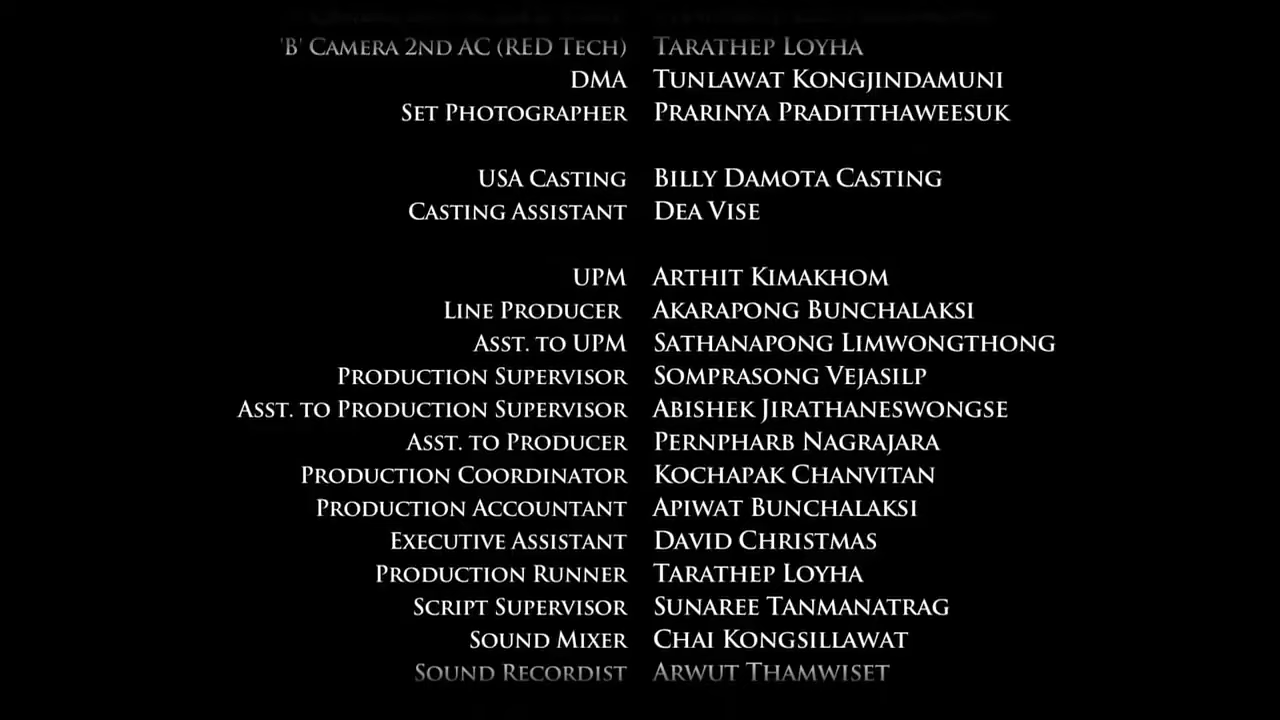 'B' Camera 2nd AC (RED Tech) Tarathep Loyha
DMA Tunlawat Kongjindamuni
Set Photographer Prarinya Praditthaweesuk
USA Casting Billy Damota Casting
Casting Assistant Dea Vise
UPM Arthit Kimakhom
Line Producer Akarapong Bunchalaksi
Asst. to UPM Sathanapong Limwongthong
Production Supervisor Somprasong Vejasilp
Asst. to Production Supervisor Abishek Jirathaneswongse
Asst. to Producer Pernpharb Nagrajara
Production Coordinator Kochapak Chanvitan
Production Accountant Apiwat Bunchalaksi
Executive Assistant David Christmas
Production Runner Tarathep Loyha
Script Supervisor Sunaree Tanmanatrag
Sound Mixer Chai Kongsillawat
Sound Recordist Arwut Thamwiset